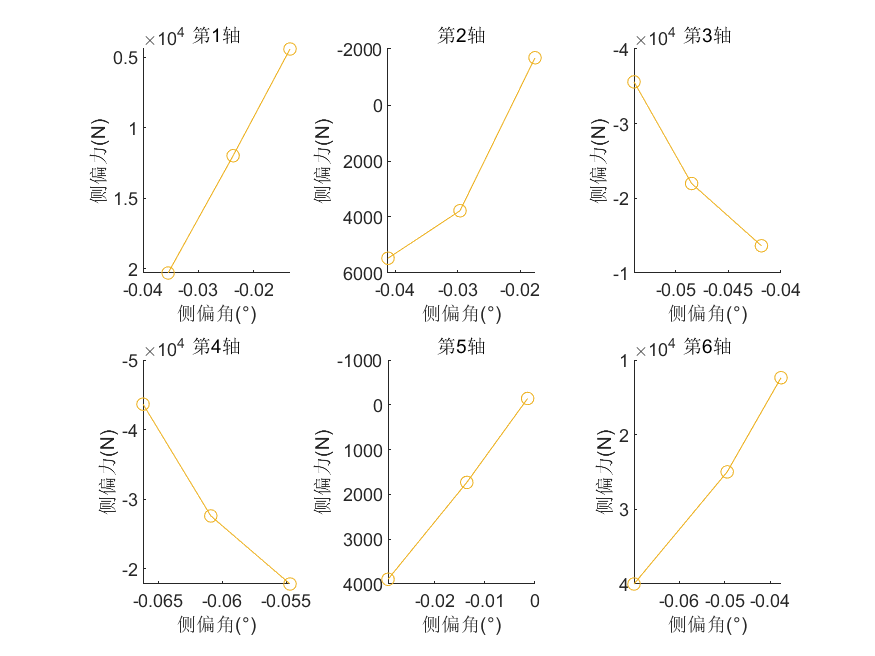 ×10⁴ 第1轴
侧偏力(N)
0.5
1
1.5
2
-0.04 -0.03 -0.02
侧偏角(°)
第2轴
侧偏力(N)
-2000
0
2000
4000
6000
-0.04 -0.03 -0.02
侧偏角(°)
×10⁴ 第3轴
侧偏力(N)
-4
-3
-2
-1
-0.05 -0.045 -0.04
侧偏角(°)
×10⁴ 第4轴
侧偏力(N)
-5
-4
-3
-2
-0.065 -0.06 -0.055
侧偏角(°)
第5轴
侧偏力(N)
-1000
0
1000
2000
3000
4000
-0.02 -0.01 0
侧偏角(°)
×10⁴ 第6轴
侧偏力(N)
1
2
3
4
-0.06 -0.05 -0.04
侧偏角(°)